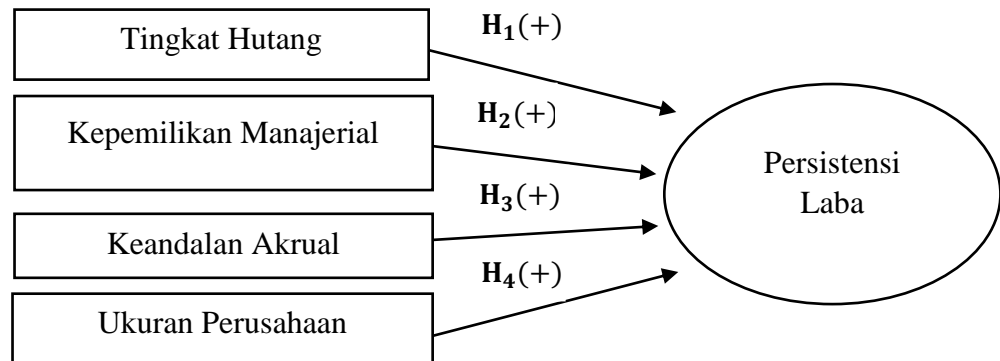 Tingkat Hutang
H₁(+)
Kepemilikan Manajerial
H₂(+)
Persistensi
Laba
H₃(+)
Keandalan Akrual
H₄(+)
Ukuran Perusahaan